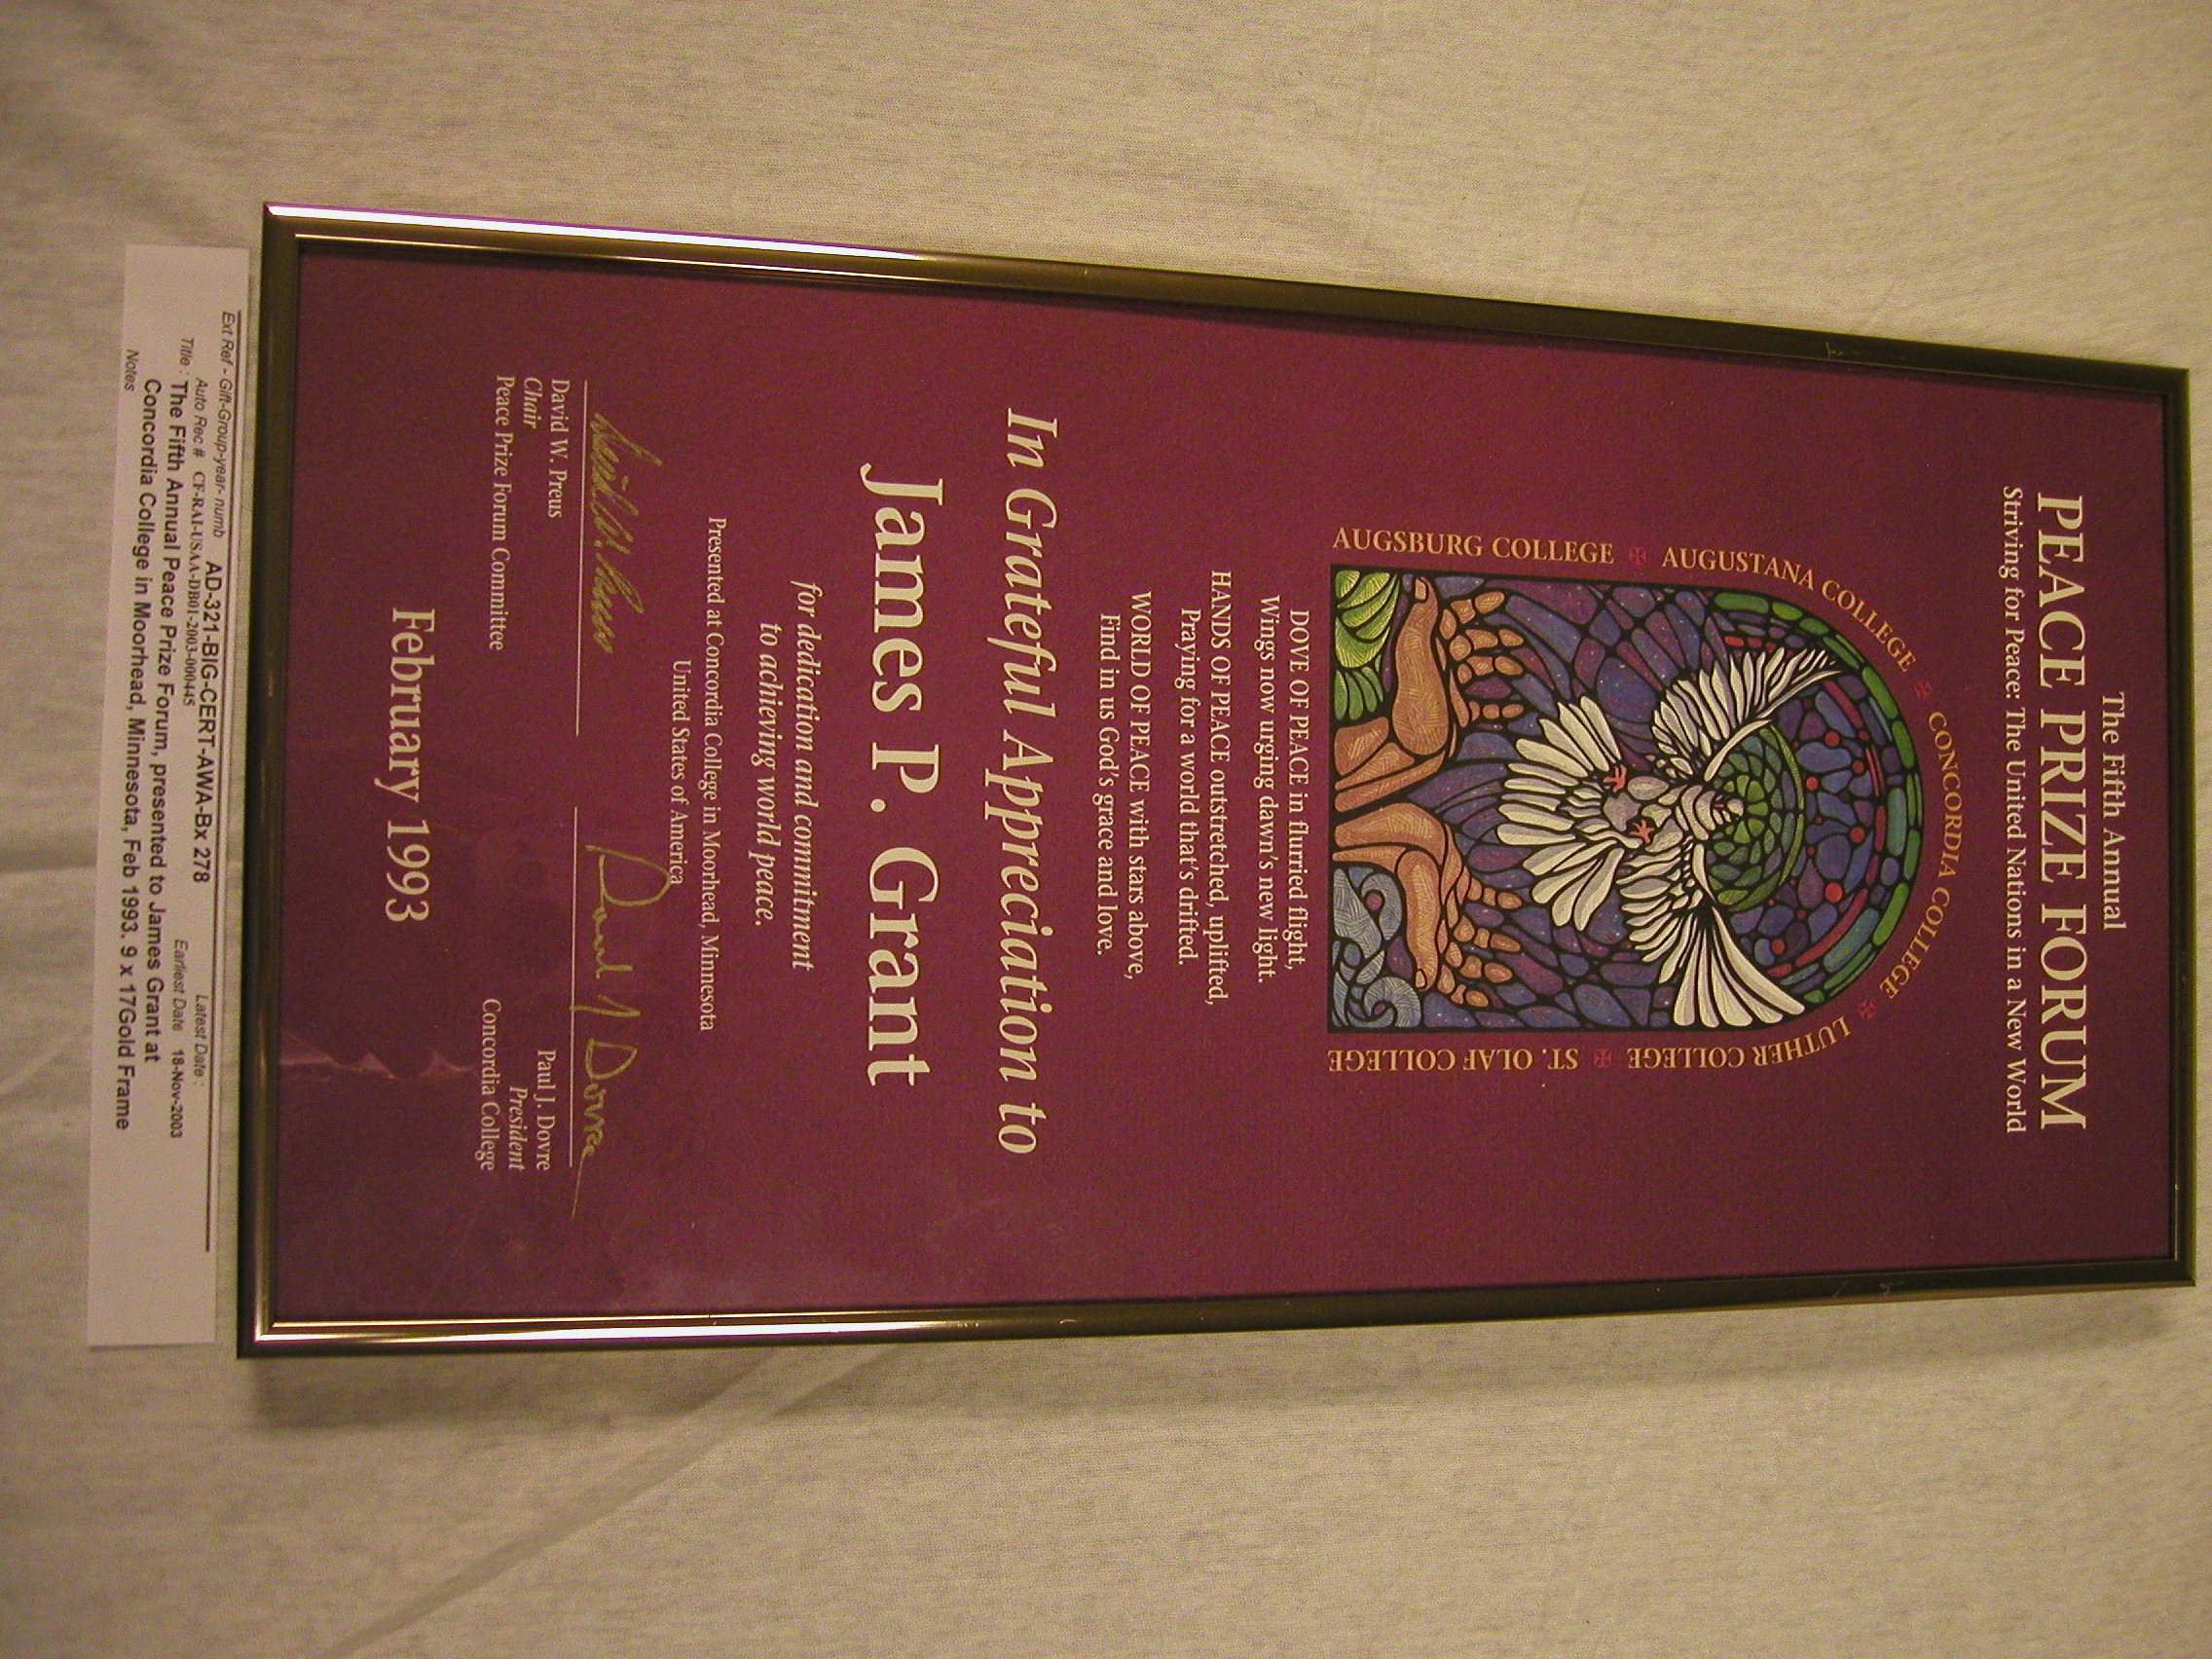 The Fifth Annual
PEACE PRIZE FORUM
Striving for Peace: The United Nations in a New World
AUGSBURG COLLEGE ✠ AUGUSTANA COLLEGE ✠ CONCORDIA COLLEGE ✠ LUTHER COLLEGE ✠ ST. OLAF COLLEGE
DOVE OF PEACE in flurried flight,
Wings now urging dawn's new light.
HANDS OF PEACE outstretched, uplifted,
Praying for a world that's drifted.
WORLD OF PEACE with stars above,
Find in us God's grace and love.
In Grateful Appreciation to
James P. Grant
for dedication and commitment
to achieving world peace.
Presented at Concordia College in Moorhead, Minnesota
United States of America
David W. Preus
Paul J Dovre
David W. Preus
Chair
Peace Prize Forum Committee
Paul J. Dovre
President
Concordia College
February 1993
Ext Ref - Gift-Group-year- numb AD-321-BIG-CERT-AWA-Bx 278 Latest Date :
Auto Rec # CF-RAI-USAA-DB01-2003-000445 Earliest Date 18-Nov-2003
Title : The Fifth Annual Peace Prize Forum, presented to James Grant at
Concordia College in Moorhead, Minnesota, Feb 1993. 9 x 17Gold Frame
Notes